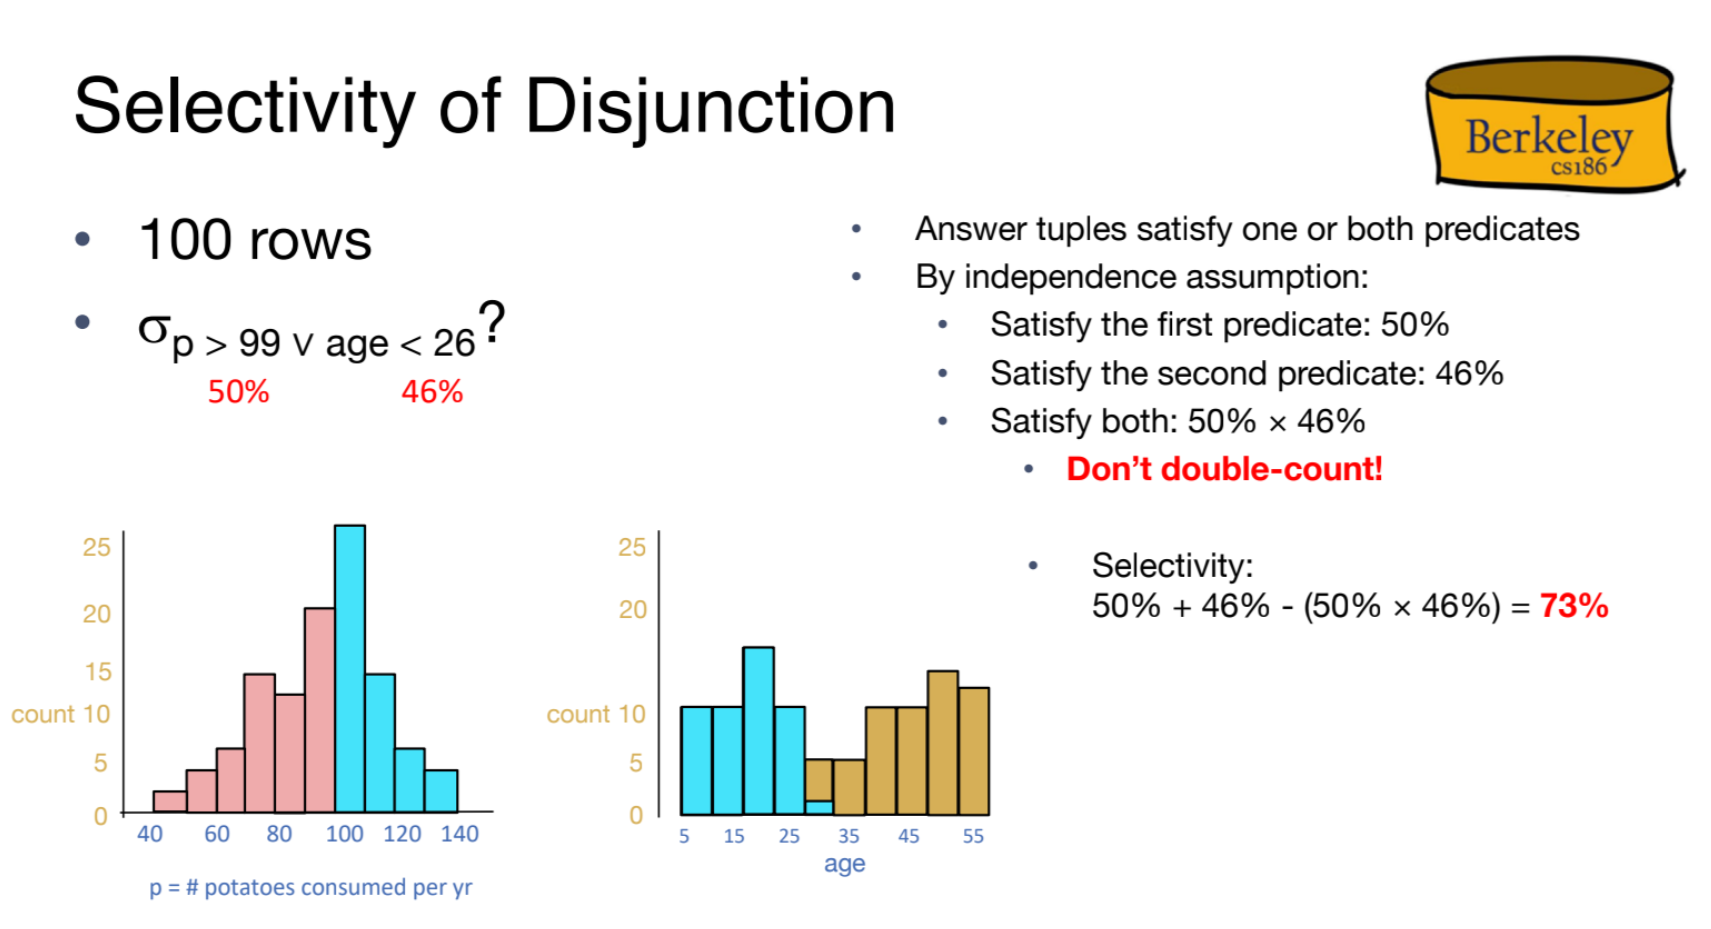 Selectivity of Disjunction
Berkeley
cs186
• 100 rows
• σp > 99 ∨ age < 26?
50% 46%
• Answer tuples satisfy one or both predicates
• By independence assumption:
• Satisfy the first predicate: 50%
• Satisfy the second predicate: 46%
• Satisfy both: 50% × 46%
• Don't double-count!
• Selectivity:
50% + 46% - (50% × 46%) = 73%
25
20
15
count 10
5
0
40 60 80 100 120 140
p = # potatoes consumed per yr
25
20
count 10
5
0
5 15 25 35 45 55
age